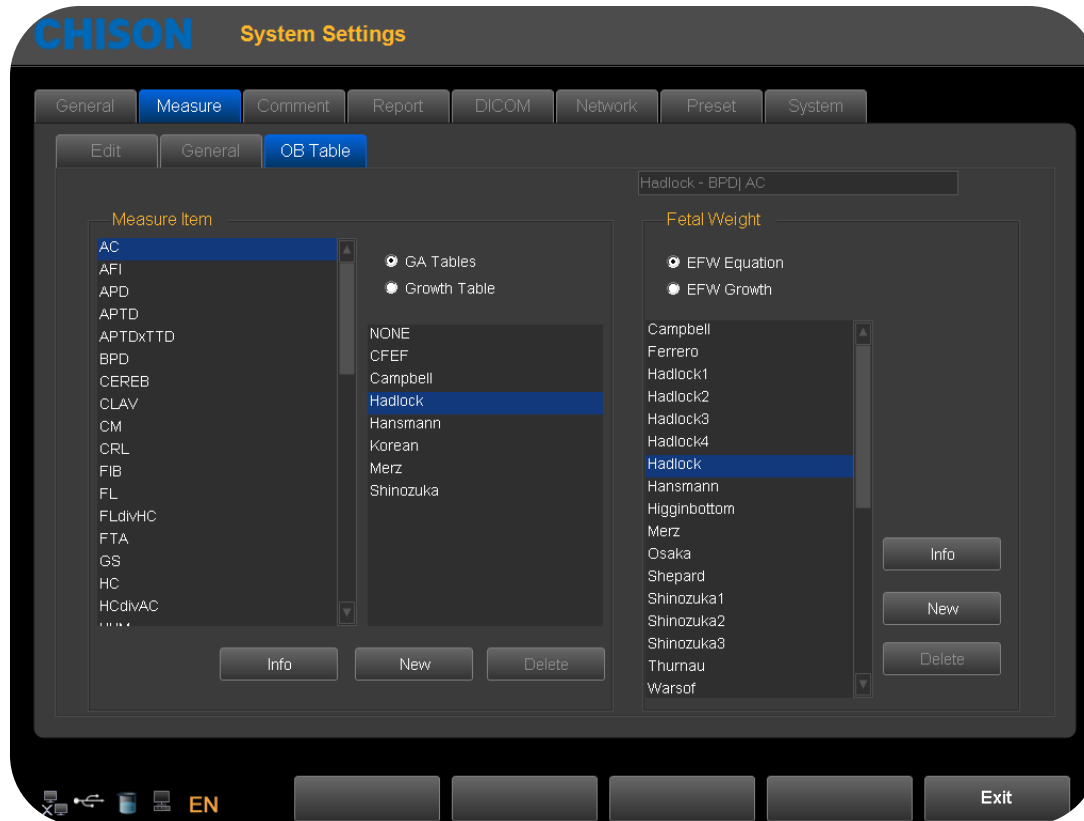 CHISON System Settings
General Measure Comment Report DICOM Network Preset System
Edit General OB Table
Hadlock - BPD| AC
Measure Item
AC
AFI
APD
APTD
APTDxTTD
BPD
CEREB
CLAV
CM
CRL
FIB
FL
FLdivHC
FTA
GS
HC
HCdivAC
GA Tables
Growth Table
NONE
CFEF
Campbell
Hadlock
Hansmann
Korean
Merz
Shinozuka
Info New Delete
Fetal Weight
EFW Equation
EFW Growth
Campbell
Ferrero
Hadlock1
Hadlock2
Hadlock3
Hadlock4
Hadlock
Hansmann
Higginbottom
Merz
Osaka
Shepard
Shinozuka1
Shinozuka2
Shinozuka3
Thurnau
Warsof
Info
New
Delete
EN
Exit